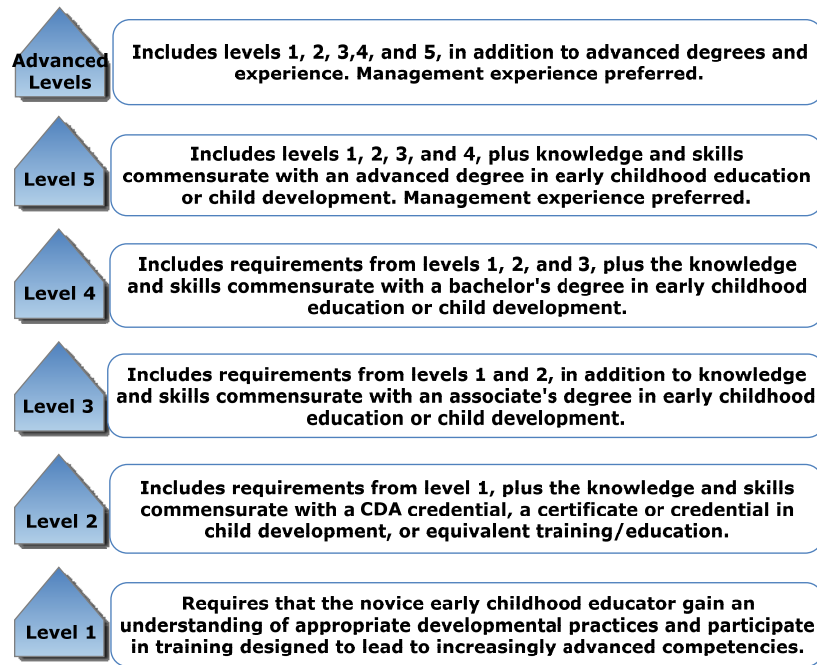 Advanced
Levels
Includes levels 1, 2, 3,4, and 5, in addition to advanced degrees and
experience. Management experience preferred.
Level 5
Includes levels 1, 2, 3, and 4, plus knowledge and skills
commensurate with an advanced degree in early childhood education
or child development. Management experience preferred.
Level 4
Includes requirements from levels 1, 2, and 3, plus the knowledge
and skills commensurate with a bachelor's degree in early childhood
education or child development.
Level 3
Includes requirements from levels 1 and 2, in addition to knowledge
and skills commensurate with an associate's degree in early childhood
education or child development.
Level 2
Includes requirements from level 1, plus the knowledge and skills
commensurate with a CDA credential, a certificate or credential in
child development, or equivalent training/education.
Level 1
Requires that the novice early childhood educator gain an
understanding of appropriate developmental practices and participate
in training designed to lead to increasingly advanced competencies.